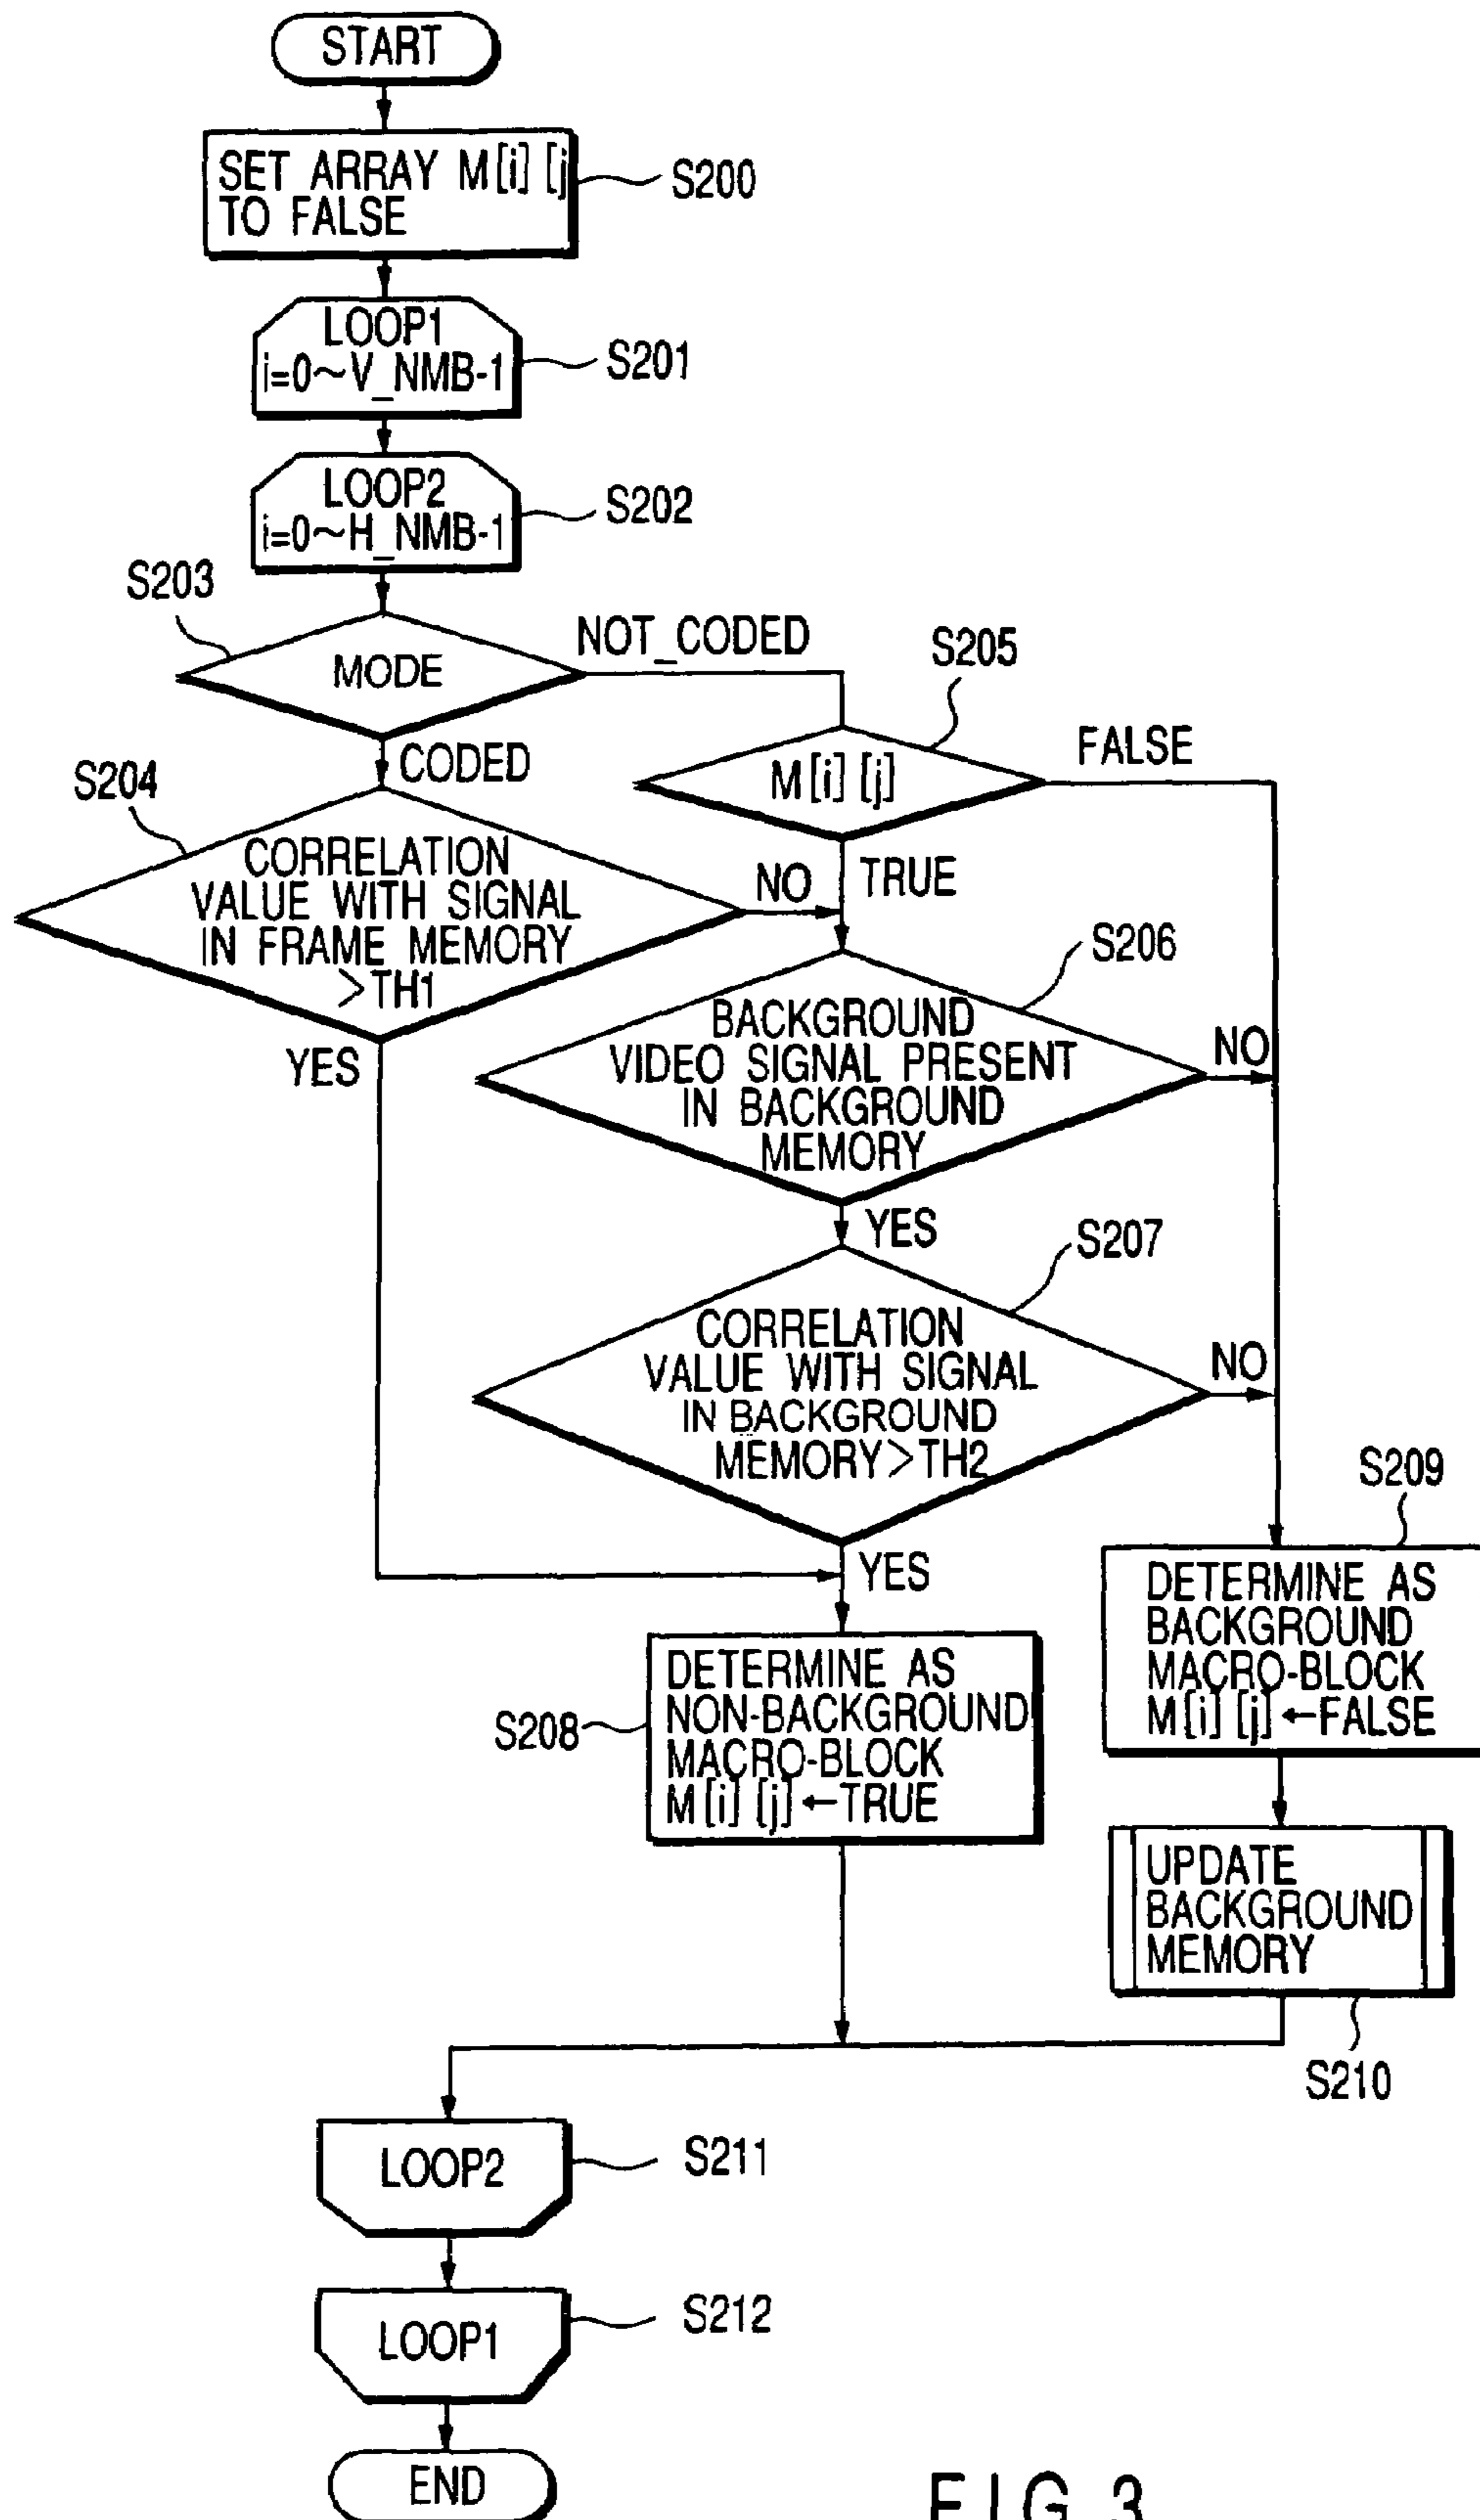 START
SET ARRAY M[i] [j
TO FALSE
S200
LOOP1
i=0~V_NMB-1
S201
LOOP2
i=0~H_NMB-1
S202
S203
MODE
NOT_CODED
S205
CODED
M[i] [j]
FALSE
S204
CORRELATION
VALUE WITH SIGNAL
IN FRAME MEMORY
>TH1
NO
TRUE
YES
S206
BACKGROUND
VIDEO SIGNAL PRESENT
IN BACKGROUND
MEMORY
NO
YES
S207
CORRELATION
VALUE WITH SIGNAL
IN BACKGROUND
MEMORY>TH2
NO
YES
S209
DETERMINE AS
BACKGROUND
MACRO-BLOCK
M[i] [j]←FALSE
S208
DETERMINE AS
NON-BACKGROUND
MACRO-BLOCK
M[i] [j]←TRUE
UPDATE
BACKGROUND
MEMORY
S210
LOOP2
S211
LOOP1
S212
END
FIG.3